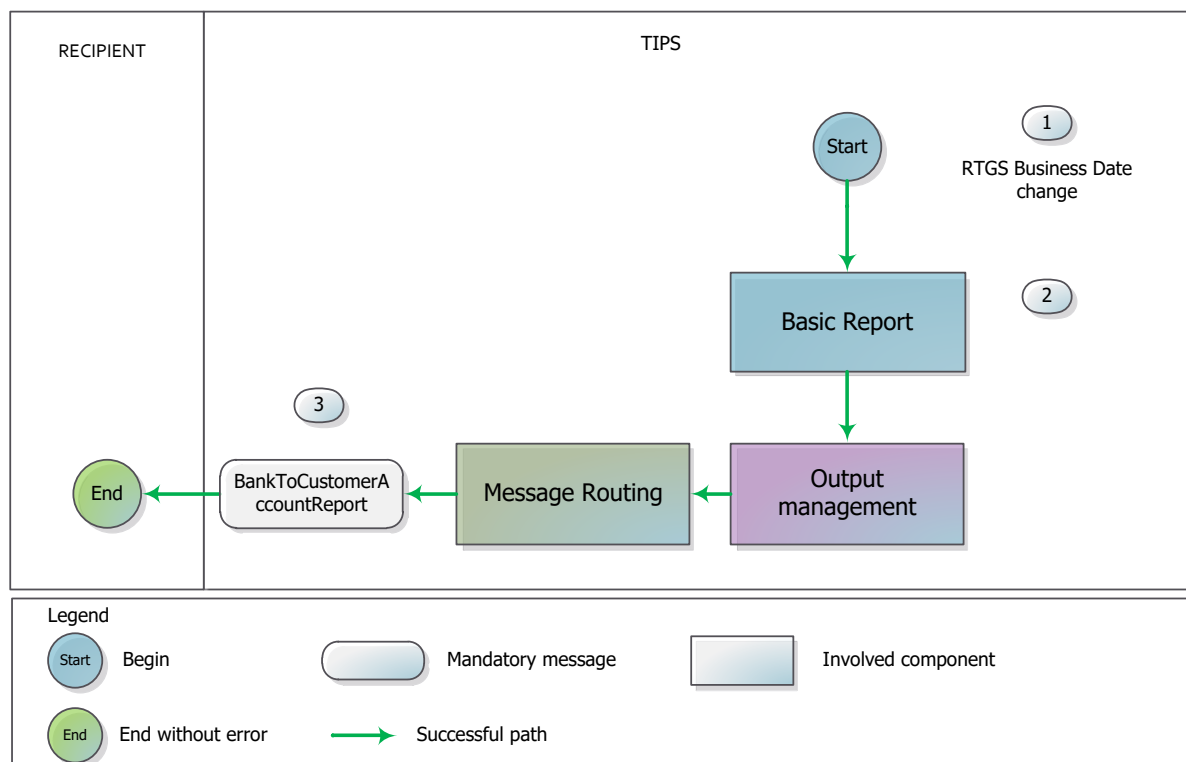 RECIPIENT
TIPS
Start
1
RTGS Business Date
change
Basic Report
2
3
End
BankToCustomerA
ccountReport
Message Routing
Output
management
Legend
Start
Begin
Mandatory message
Involved component
End
End without error
Successful path